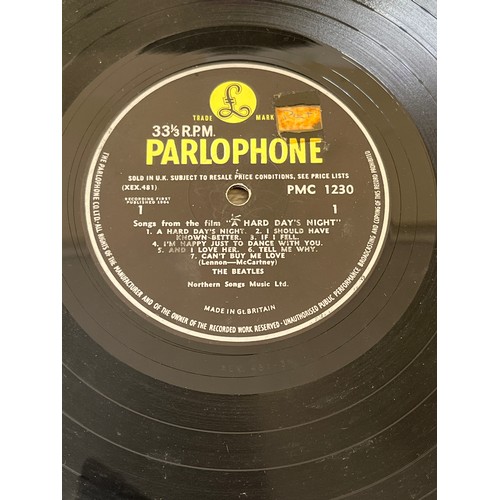 £
TRADE MARK
33⅓ R.P.M.
PARLOPHONE
SOLD IN U.K. SUBJECT TO RESALE PRICE CONDITIONS, SEE PRICE LISTS
(XEX.481) PMC 1230
RECORDING FIRST
PUBLISHED 1964
1 1
Songs from the film "A HARD DAY'S NIGHT"
1. A HARD DAY'S NIGHT. 2. I SHOULD HAVE
KNOWN BETTER. 3. IF I FELL.
4. I'M HAPPY JUST TO DANCE WITH YOU.
5. AND I LOVE HER. 6. TELL ME WHY.
7. CAN'T BUY ME LOVE
(Lennon—McCartney)
THE BEATLES
Northern Songs Music Ltd.
MADE IN Gt. BRITAIN
THE PARLOPHONE CO. LTD. ALL RIGHTS OF THE MANUFACTURER AND OF THE OWNER OF THE RECORDED WORK RESERVED · UNAUTHORISED PUBLIC PERFORMANCE, BROADCASTING AND COPYING OF THIS RECORD PROHIBITED